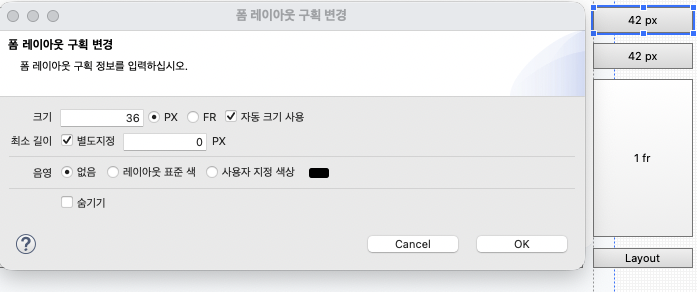 폼 레이아웃 구획 변경
폼 레이아웃 구획 변경
폼 레이아웃 구획 정보를 입력하십시오.
크기 36 PX FR 자동 크기 사용
최소 길이 별도지정 0 PX
음영 없음 레이아웃 표준 색 사용자 지정 색상
숨기기
? Cancel OK
42 px
42 px
1 fr
Layout